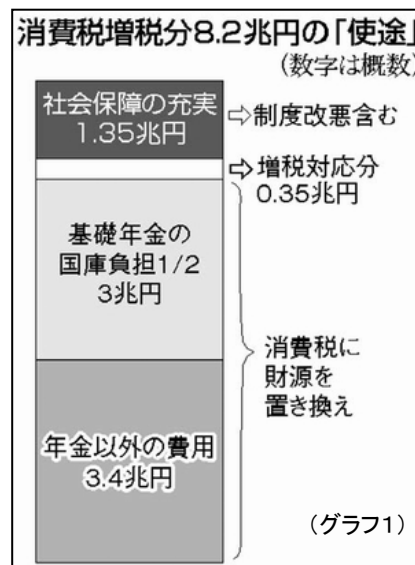 消費税増税分8.2兆円の「使途」
(数字は概数)
社会保障の充実
1.35兆円
⇨制度改悪含む
⇨増税対応分
0.35兆円
基礎年金の
国庫負担1/2
3兆円
消費税に
財源を
置き換え
年金以外の費用
3.4兆円
(グラフ1)